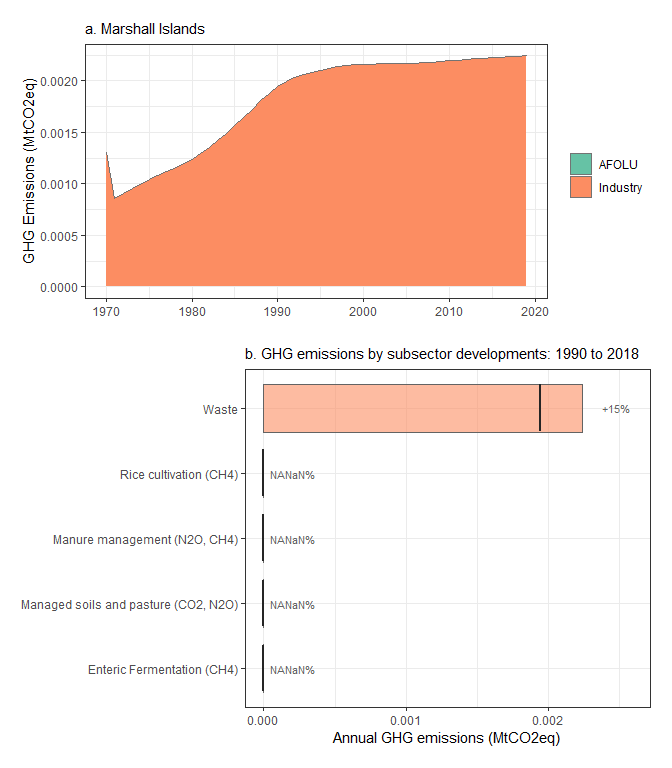 a. Marshall Islands
GHG Emissions (MtCO2eq)
0.0020
0.0015
0.0010
0.0005
0.0000
1970 1980 1990 2000 2010 2020
AFOLU
Industry
b. GHG emissions by subsector developments: 1990 to 2018
Waste +15%
Rice cultivation (CH4) NANaN%
Manure management (N2O, CH4) NANaN%
Managed soils and pasture (CO2, N2O) NANaN%
Enteric Fermentation (CH4) NANaN%
0.000 0.001 0.002
Annual GHG emissions (MtCO2eq)